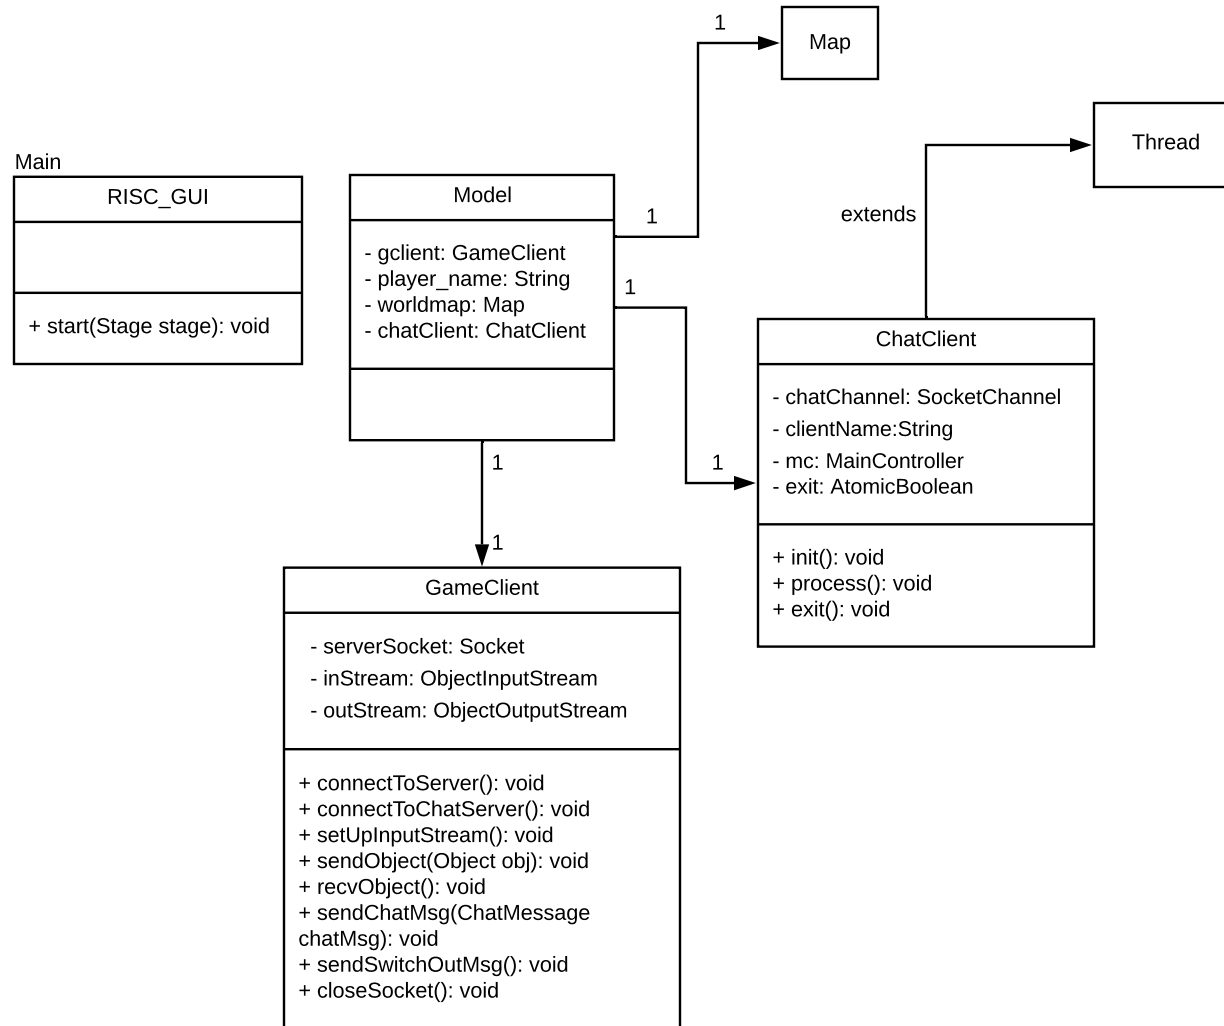 1
Map
Thread
Main
RISC_GUI
+ start(Stage stage): void
Model
- gclient: GameClient
- player_name: String
- worldmap: Map
- chatClient: ChatClient
1
1
extends
ChatClient
- chatChannel: SocketChannel
- clientName:String
- mc: MainController
- exit: AtomicBoolean
+ init(): void
+ process(): void
+ exit(): void
1
1
1
GameClient
- serverSocket: Socket
- inStream: ObjectInputStream
- outStream: ObjectOutputStream
+ connectToServer(): void
+ connectToChatServer(): void
+ setUpInputStream(): void
+ sendObject(Object obj): void
+ recvObject(): void
+ sendChatMsg(ChatMessage
chatMsg): void
+ sendSwitchOutMsg(): void
+ closeSocket(): void